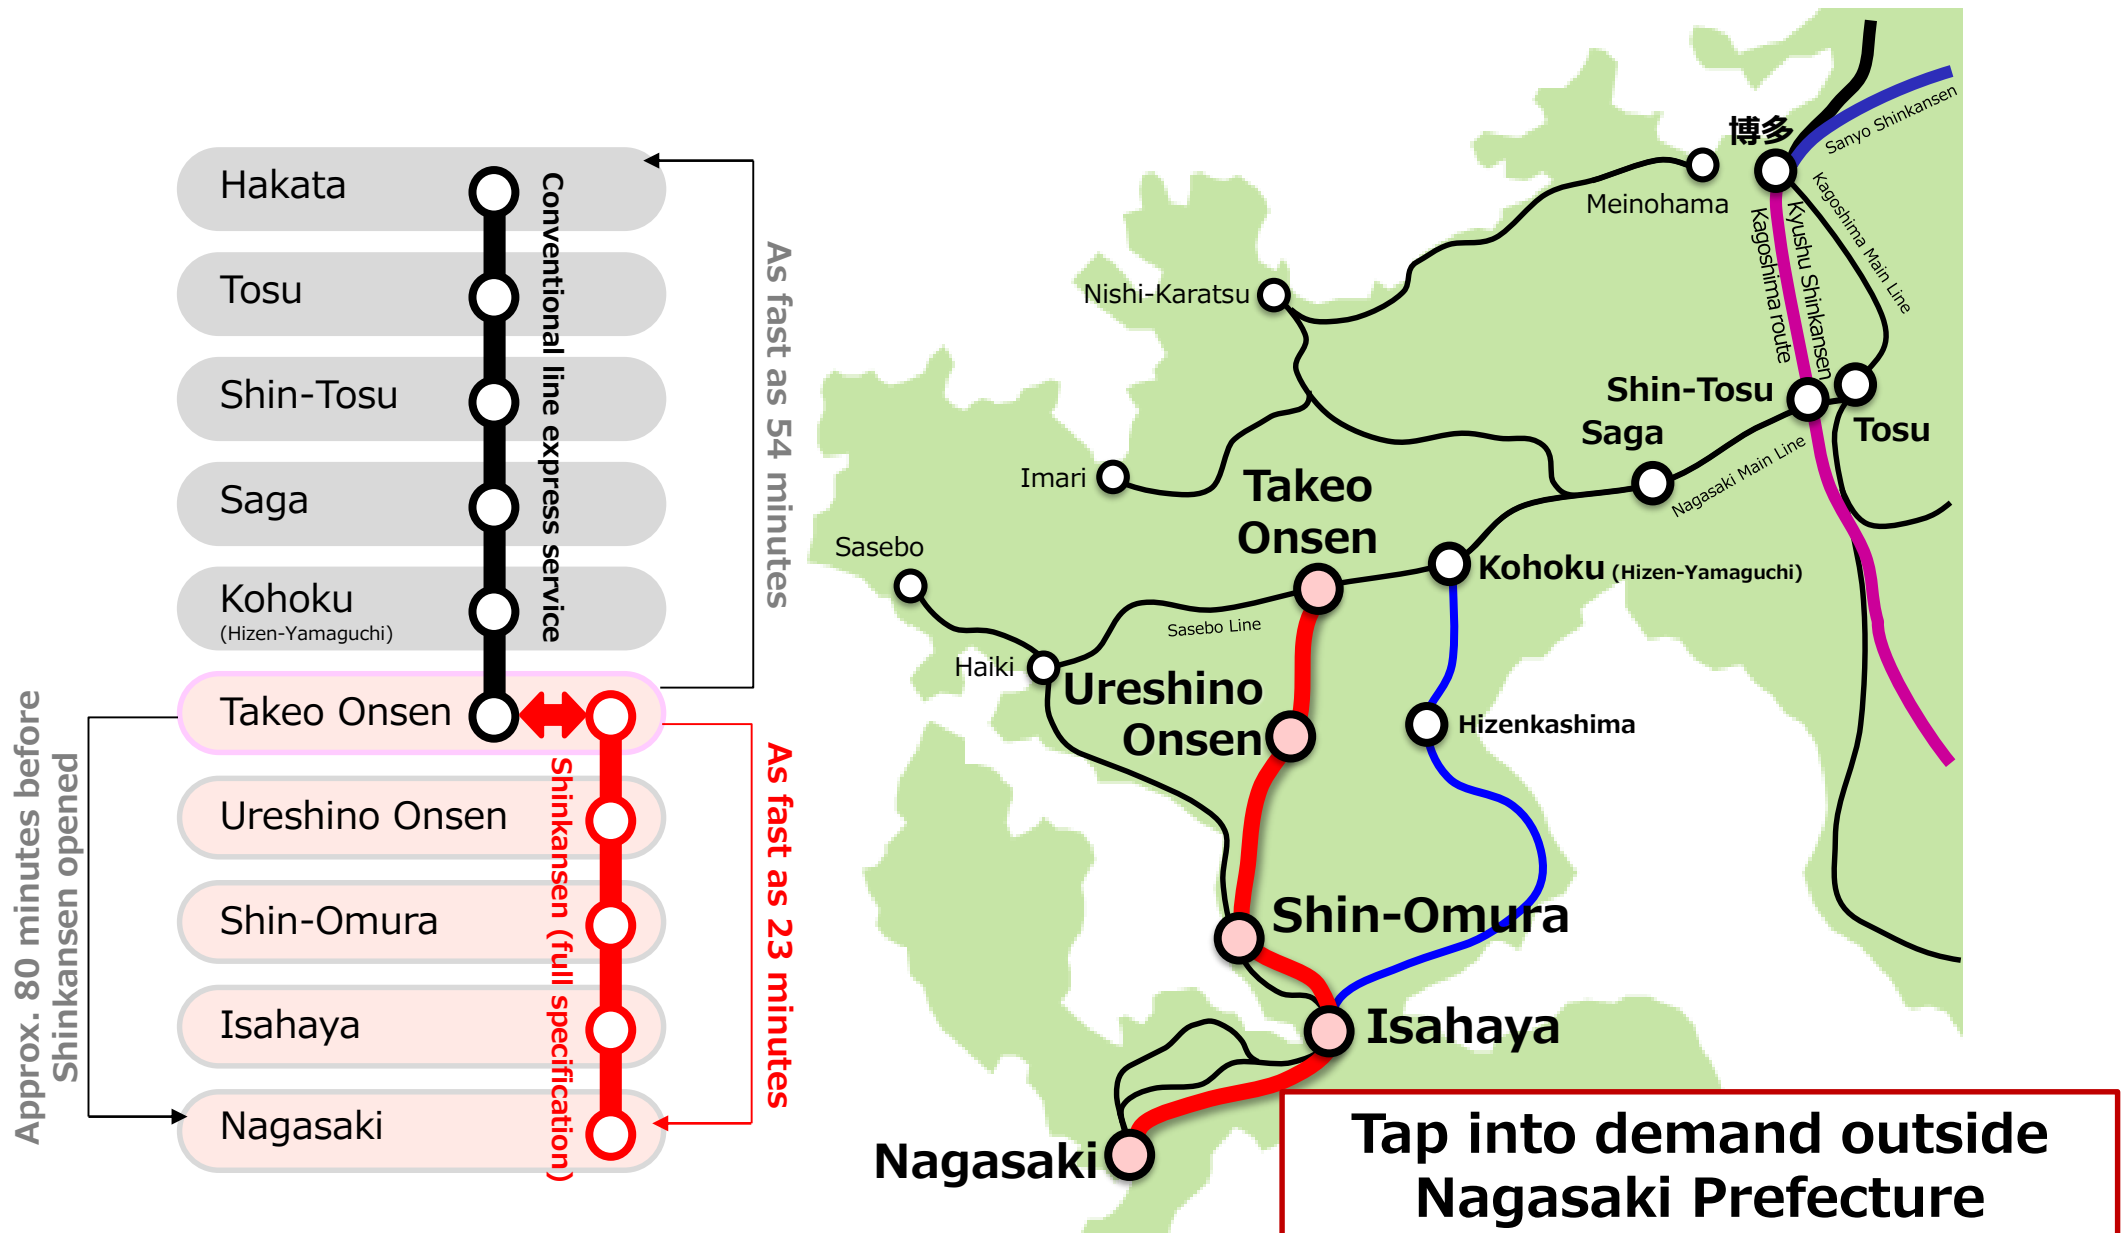 Hakata
Tosu
Shin-Tosu
Saga
Kohoku
(Hizen-Yamaguchi)
Takeo Onsen
Ureshino Onsen
Shin-Omura
Isahaya
Nagasaki
Conventional line express service
Shinkansen (full specification)
As fast as 54 minutes
As fast as 23 minutes
Approx. 80 minutes before
Shinkansen opened
博多
Sanyo Shinkansen
Meinohama
Kagoshima Main Line
Kyushu Shinkansen
Kagoshima route
Nishi-Karatsu
Shin-Tosu
Saga
Tosu
Nagasaki Main Line
Imari
Takeo
Onsen
Sasebo
Kohoku (Hizen-Yamaguchi)
Sasebo Line
Haiki
Ureshino
Onsen
Hizenkashima
Shin-Omura
Isahaya
Nagasaki
Tap into demand outside
Nagasaki Prefecture